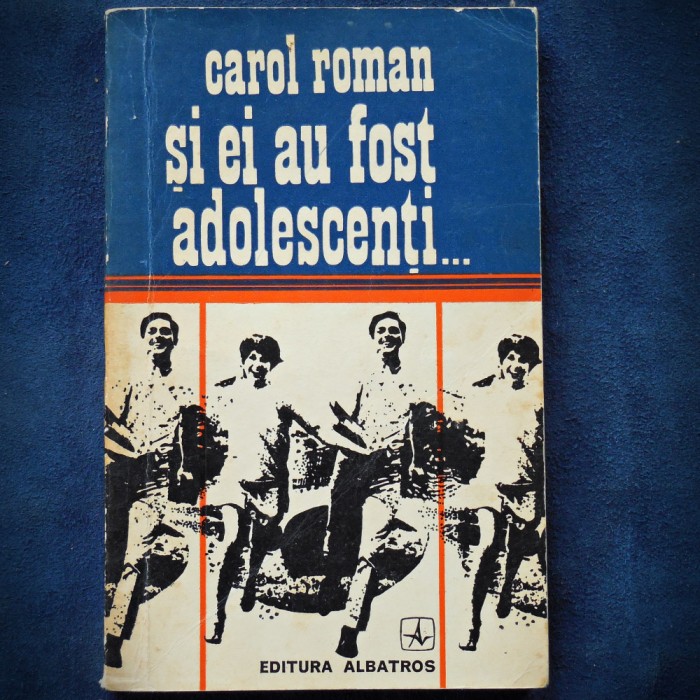 carol roman
și ei au fost
adolescenți...
EDITURA ALBATROS